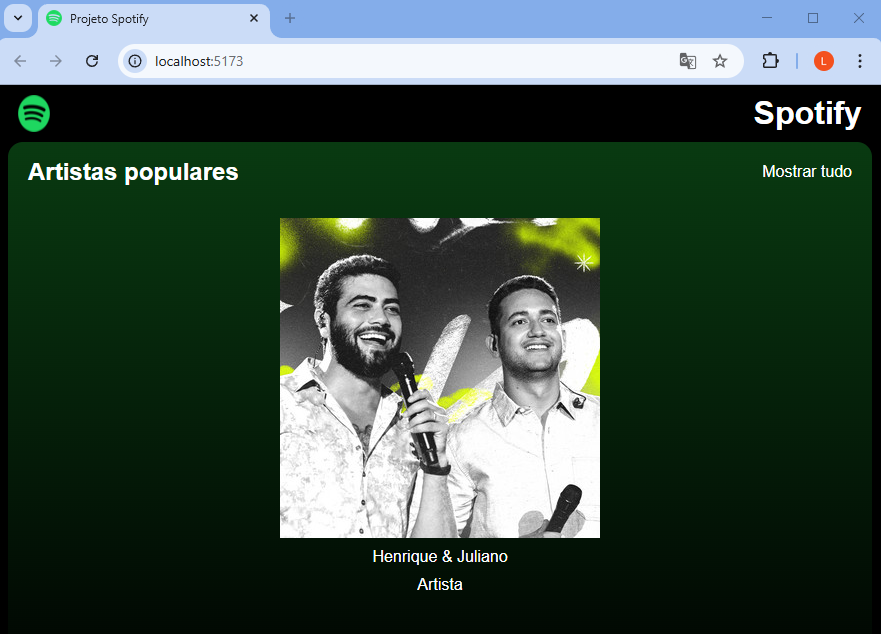 Projeto Spotify
localhost:5173
L
Spotify
Artistas populares
Mostrar tudo
Henrique & Juliano
Artista